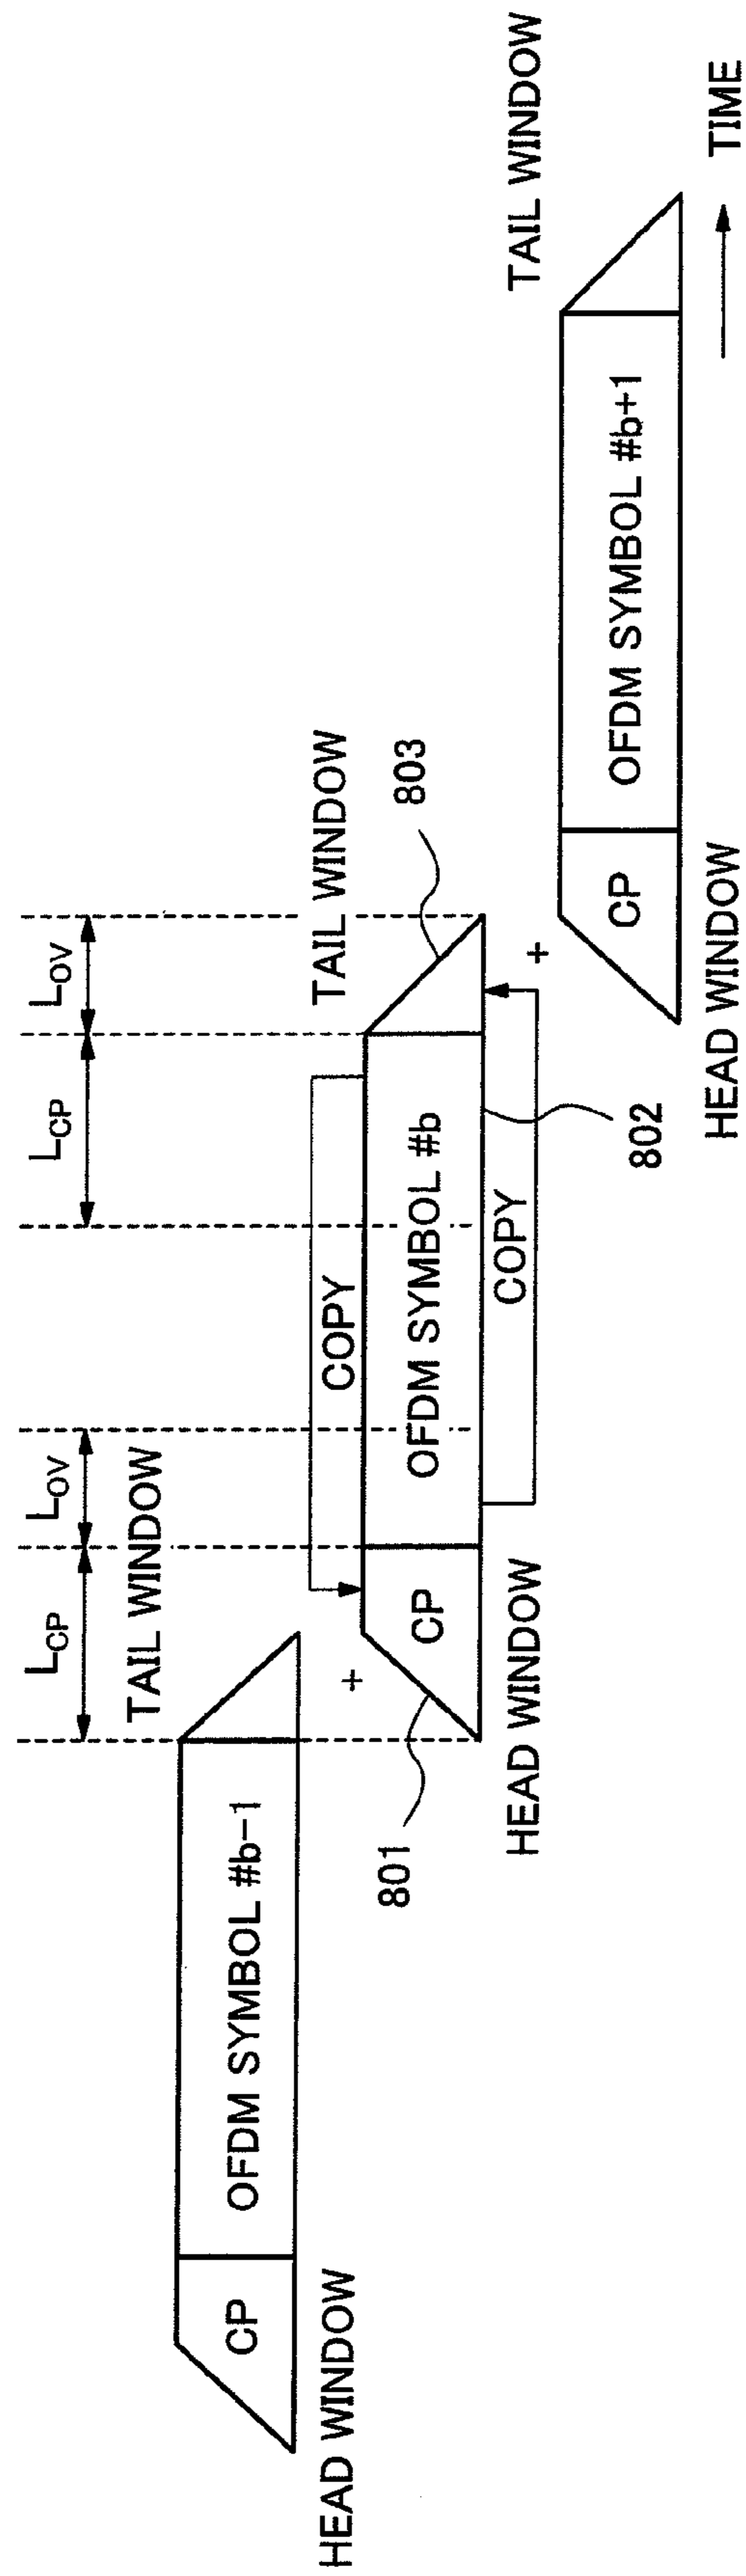 L_CP
L_OV
L_CP
L_OV
TAIL WINDOW
CP
OFDM SYMBOL #b-1
HEAD WINDOW
+
COPY
TAIL WINDOW
801
CP
OFDM SYMBOL #b
803
HEAD WINDOW
COPY
802
+
TAIL WINDOW
CP
OFDM SYMBOL #b+1
HEAD WINDOW
TIME